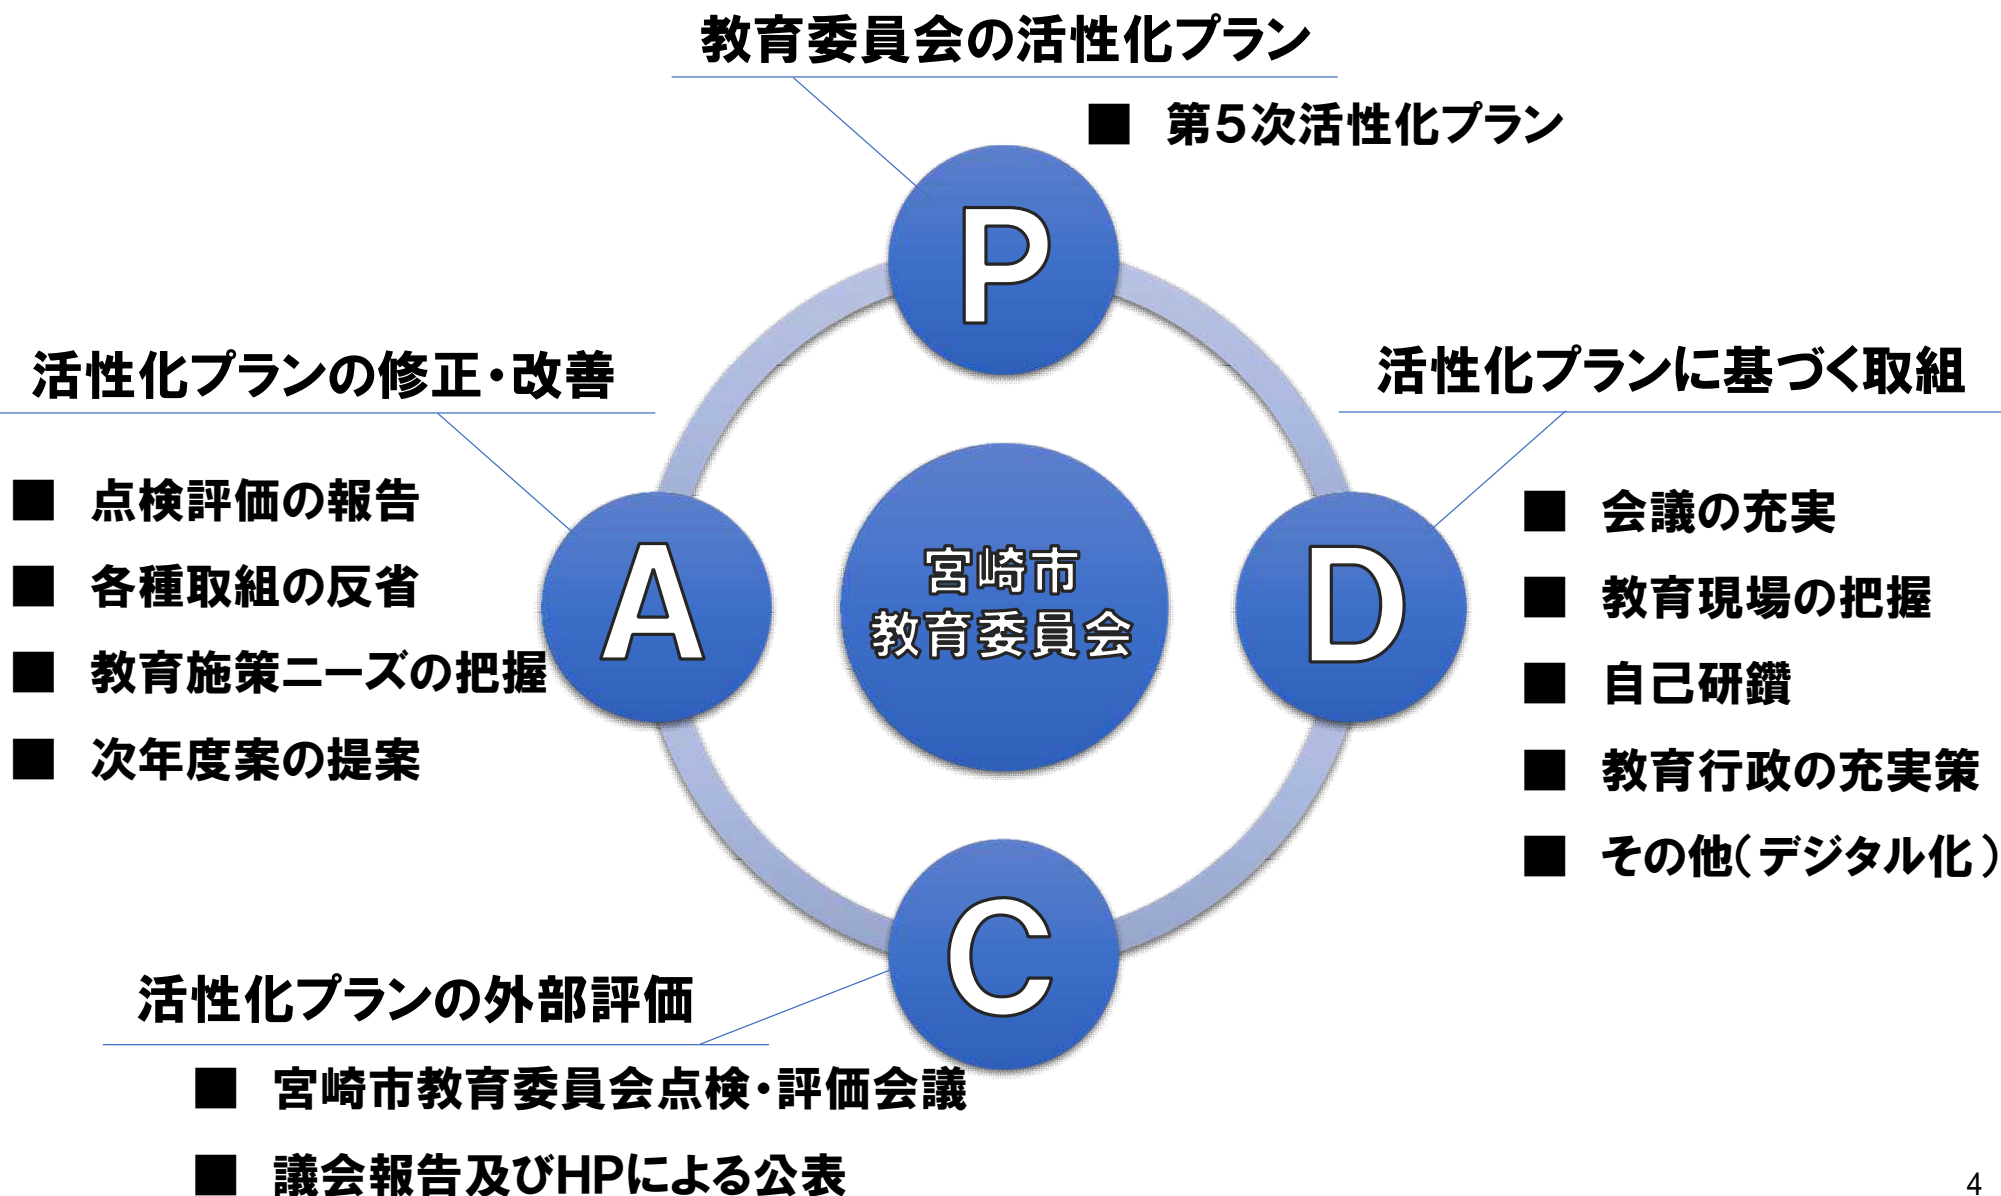 教育委員会の活性化プラン
■ 第5次活性化プラン
P
活性化プランの修正・改善
■ 点検評価の報告
■ 各種取組の反省
■ 教育施策ニーズの把握
■ 次年度案の提案
A
宮崎市
教育委員会
活性化プランに基づく取組
D
■ 会議の充実
■ 教育現場の把握
■ 自己研鑽
■ 教育行政の充実策
■ その他(デジタル化)
C
活性化プランの外部評価
■ 宮崎市教育委員会点検・評価会議
■ 議会報告及びHPによる公表
4